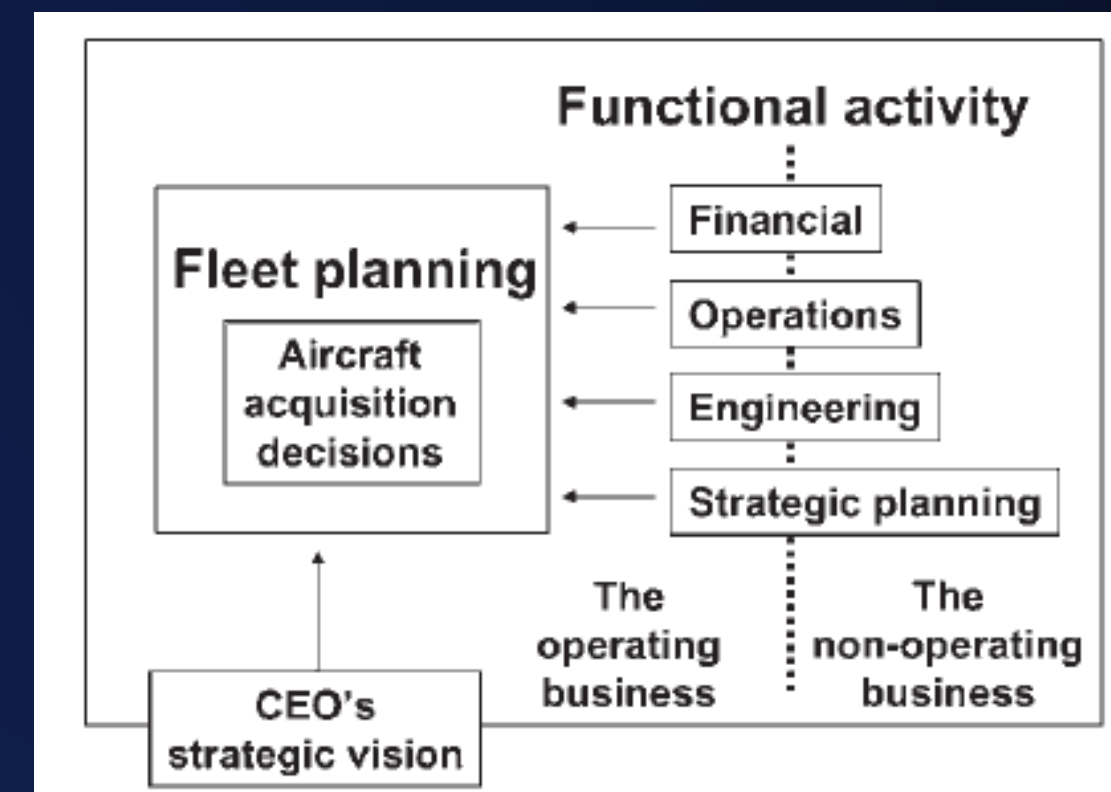 Functional activity
Financial
Fleet planning
Operations
Aircraft
acquisition
decisions
Engineering
Strategic planning
The
operating
business
The
non-operating
business
CEO's
strategic vision